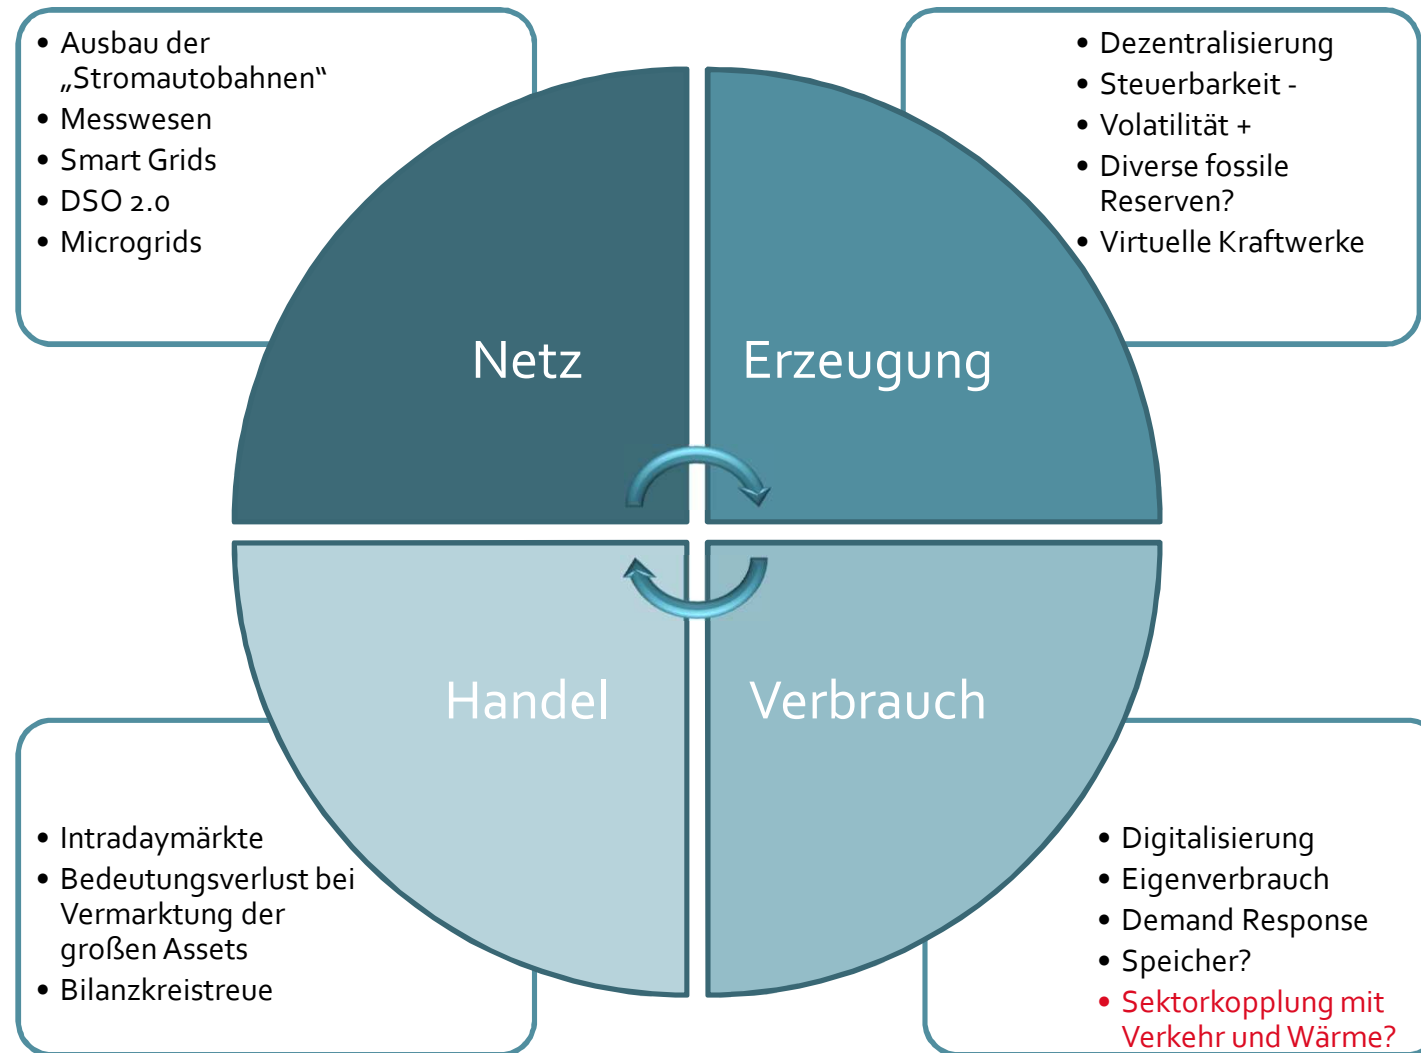 • Ausbau der
„Stromautobahnen“
• Messwesen
• Smart Grids
• DSO 2.0
• Microgrids
• Dezentralisierung
• Steuerbarkeit -
• Volatilität +
• Diverse fossile
Reserven?
• Virtuelle Kraftwerke
Netz
Erzeugung
Handel
Verbrauch
• Intradaymärkte
• Bedeutungsverlust bei
Vermarktung der
großen Assets
• Bilanzkreistreue
• Digitalisierung
• Eigenverbrauch
• Demand Response
• Speicher?
• Sektorkopplung mit
Verkehr und Wärme?